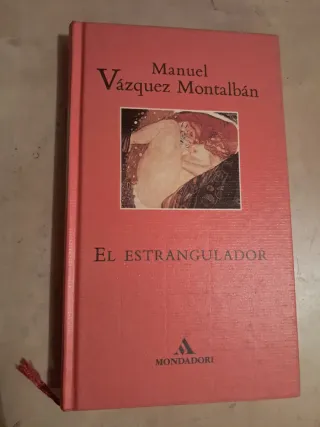 Manuel
Vázquez Montalbán
EL ESTRANGULADOR
MONDADORI